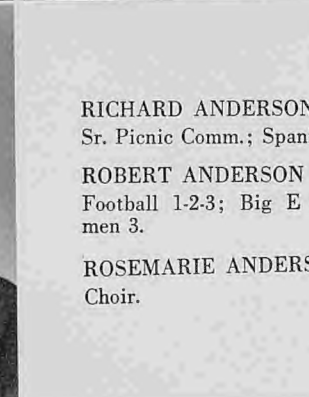 RICHARD ANDERSON
Sr. Picnic Comm.; Span
ROBERT ANDERSON
Football 1-2-3; Big E
men 3.
ROSEMARIE ANDERS
Choir.